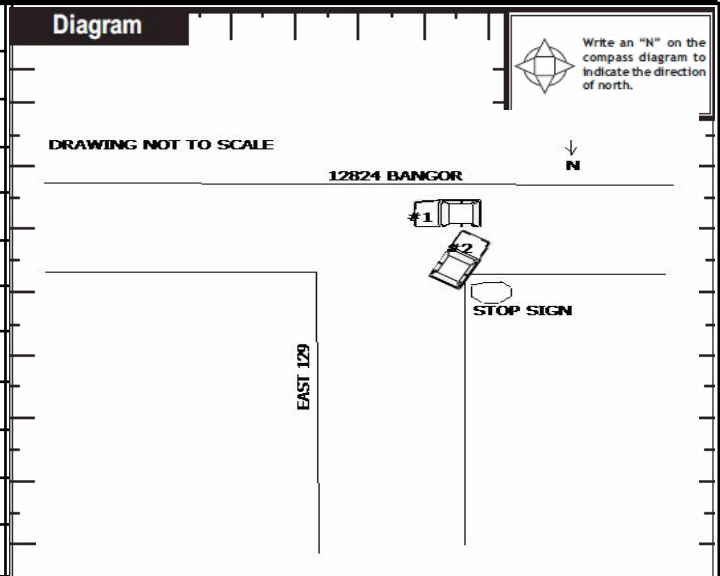 Diagram
Write an “N” on the
compass diagram to
indicate the direction
of north.
DRAWING NOT TO SCALE
N
12824 BANGOR
#1
#2
STOP SIGN
EAST 129